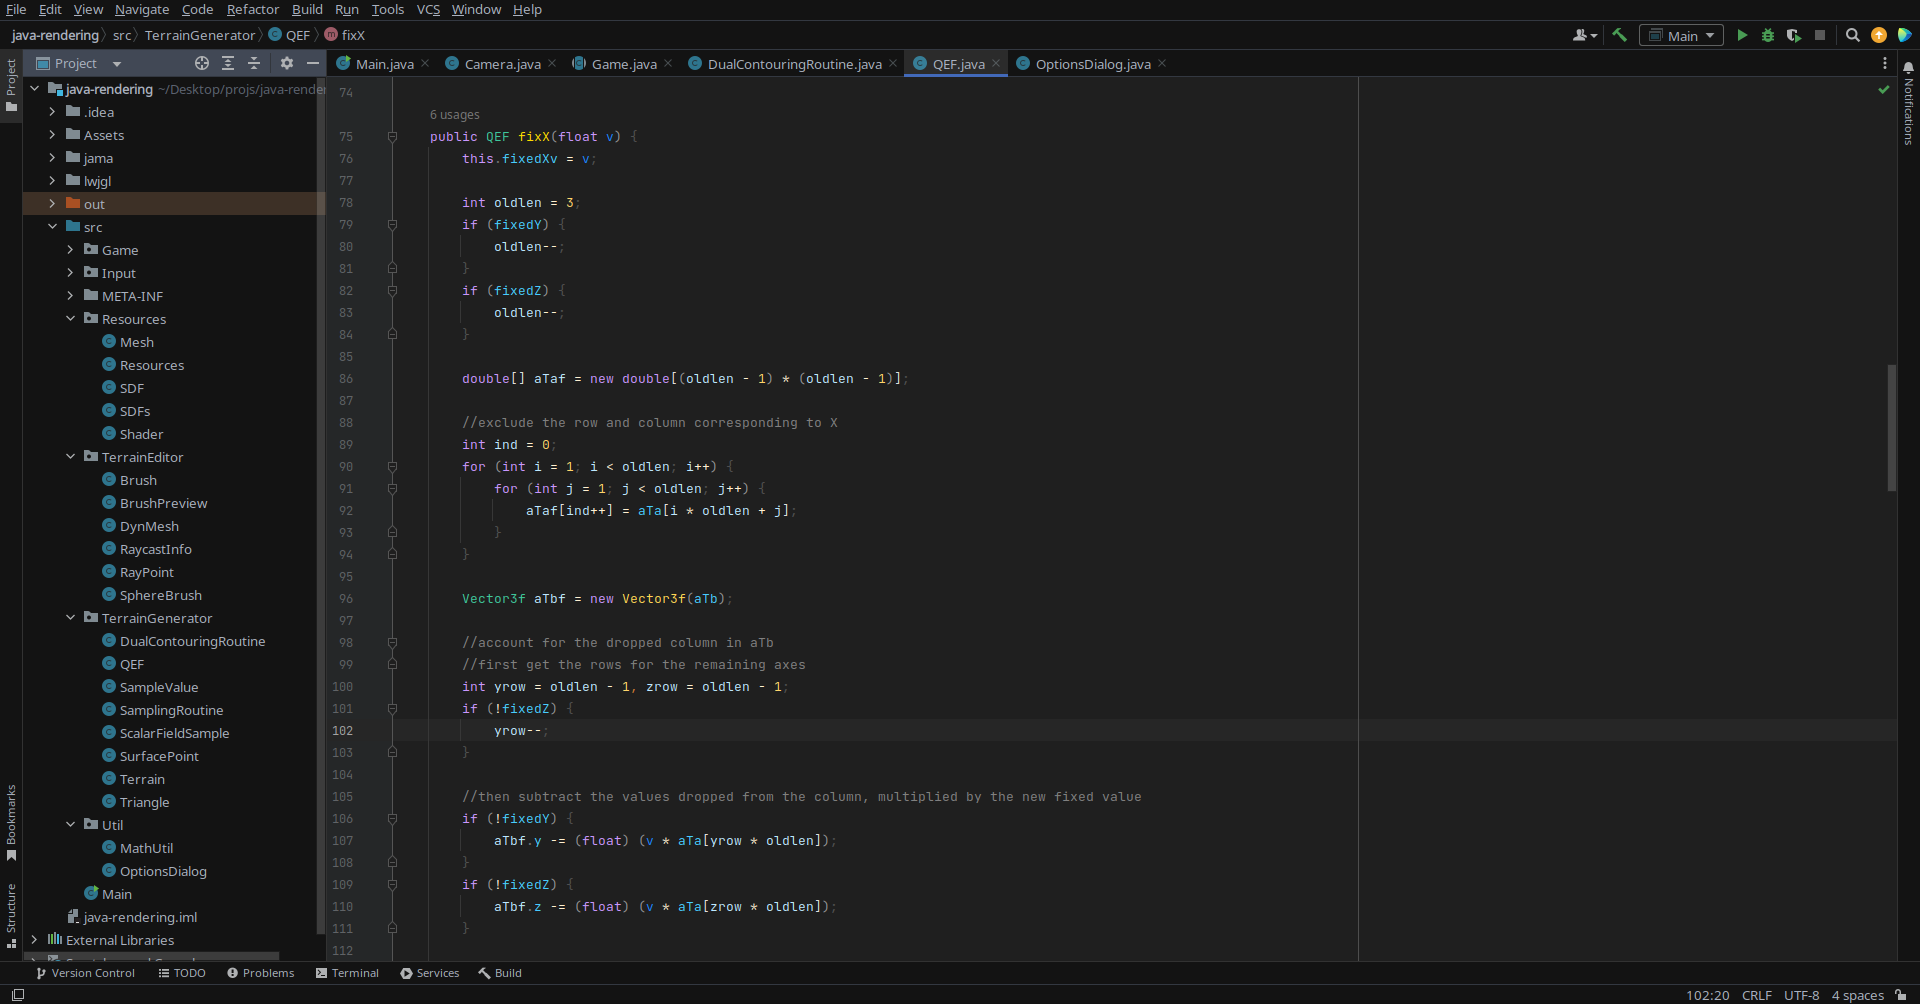 File Edit View Navigate Code Refactor Build Run Tools VCS Window Help
java-rendering src TerrainGenerator QEF fixX
Main
Project
Main.java Camera.java Game.java DualContouringRoutine.java QEF.java OptionsDialog.java
Project
Bookmarks
Structure
java-rendering ~/Desktop/projs/java-render
.idea
Assets
jama
lwjgl
out
src
Game
Input
META-INF
Resources
Mesh
Resources
SDF
SDFs
Shader
TerrainEditor
Brush
BrushPreview
DynMesh
RaycastInfo
RayPoint
SphereBrush
TerrainGenerator
DualContouringRoutine
QEF
SampleValue
SamplingRoutine
ScalarFieldSample
SurfacePoint
Terrain
Triangle
Util
MathUtil
OptionsDialog
Main
java-rendering.iml
External Libraries
74
6 usages
75 public QEF fixX(float v) {
76 this.fixedXv = v;
77
78 int oldlen = 3;
79 if (fixedY) {
80 oldlen--;
81 }
82 if (fixedZ) {
83 oldlen--;
84 }
85
86 double[] aTaf = new double[(oldlen - 1) * (oldlen - 1)];
87
88 //exclude the row and column corresponding to X
89 int ind = 0;
90 for (int i = 1; i < oldlen; i++) {
91 for (int j = 1; j < oldlen; j++) {
92 aTaf[ind++] = aTa[i * oldlen + j];
93 }
94 }
95
96 Vector3f aTbf = new Vector3f(aTb);
97
98 //account for the dropped column in aTb
99 //first get the rows for the remaining axes
100 int yrow = oldlen - 1, zrow = oldlen - 1;
101 if (!fixedZ) {
102 yrow--;
103 }
104
105 //then subtract the values dropped from the column, multiplied by the new fixed value
106 if (!fixedY) {
107 aTbf.y -= (float) (v * aTa[yrow * oldlen]);
108 }
109 if (!fixedZ) {
110 aTbf.z -= (float) (v * aTa[zrow * oldlen]);
111 }
112
Notifications
Version Control TODO Problems Terminal Services Build
102:20 CRLF UTF-8 4 spaces